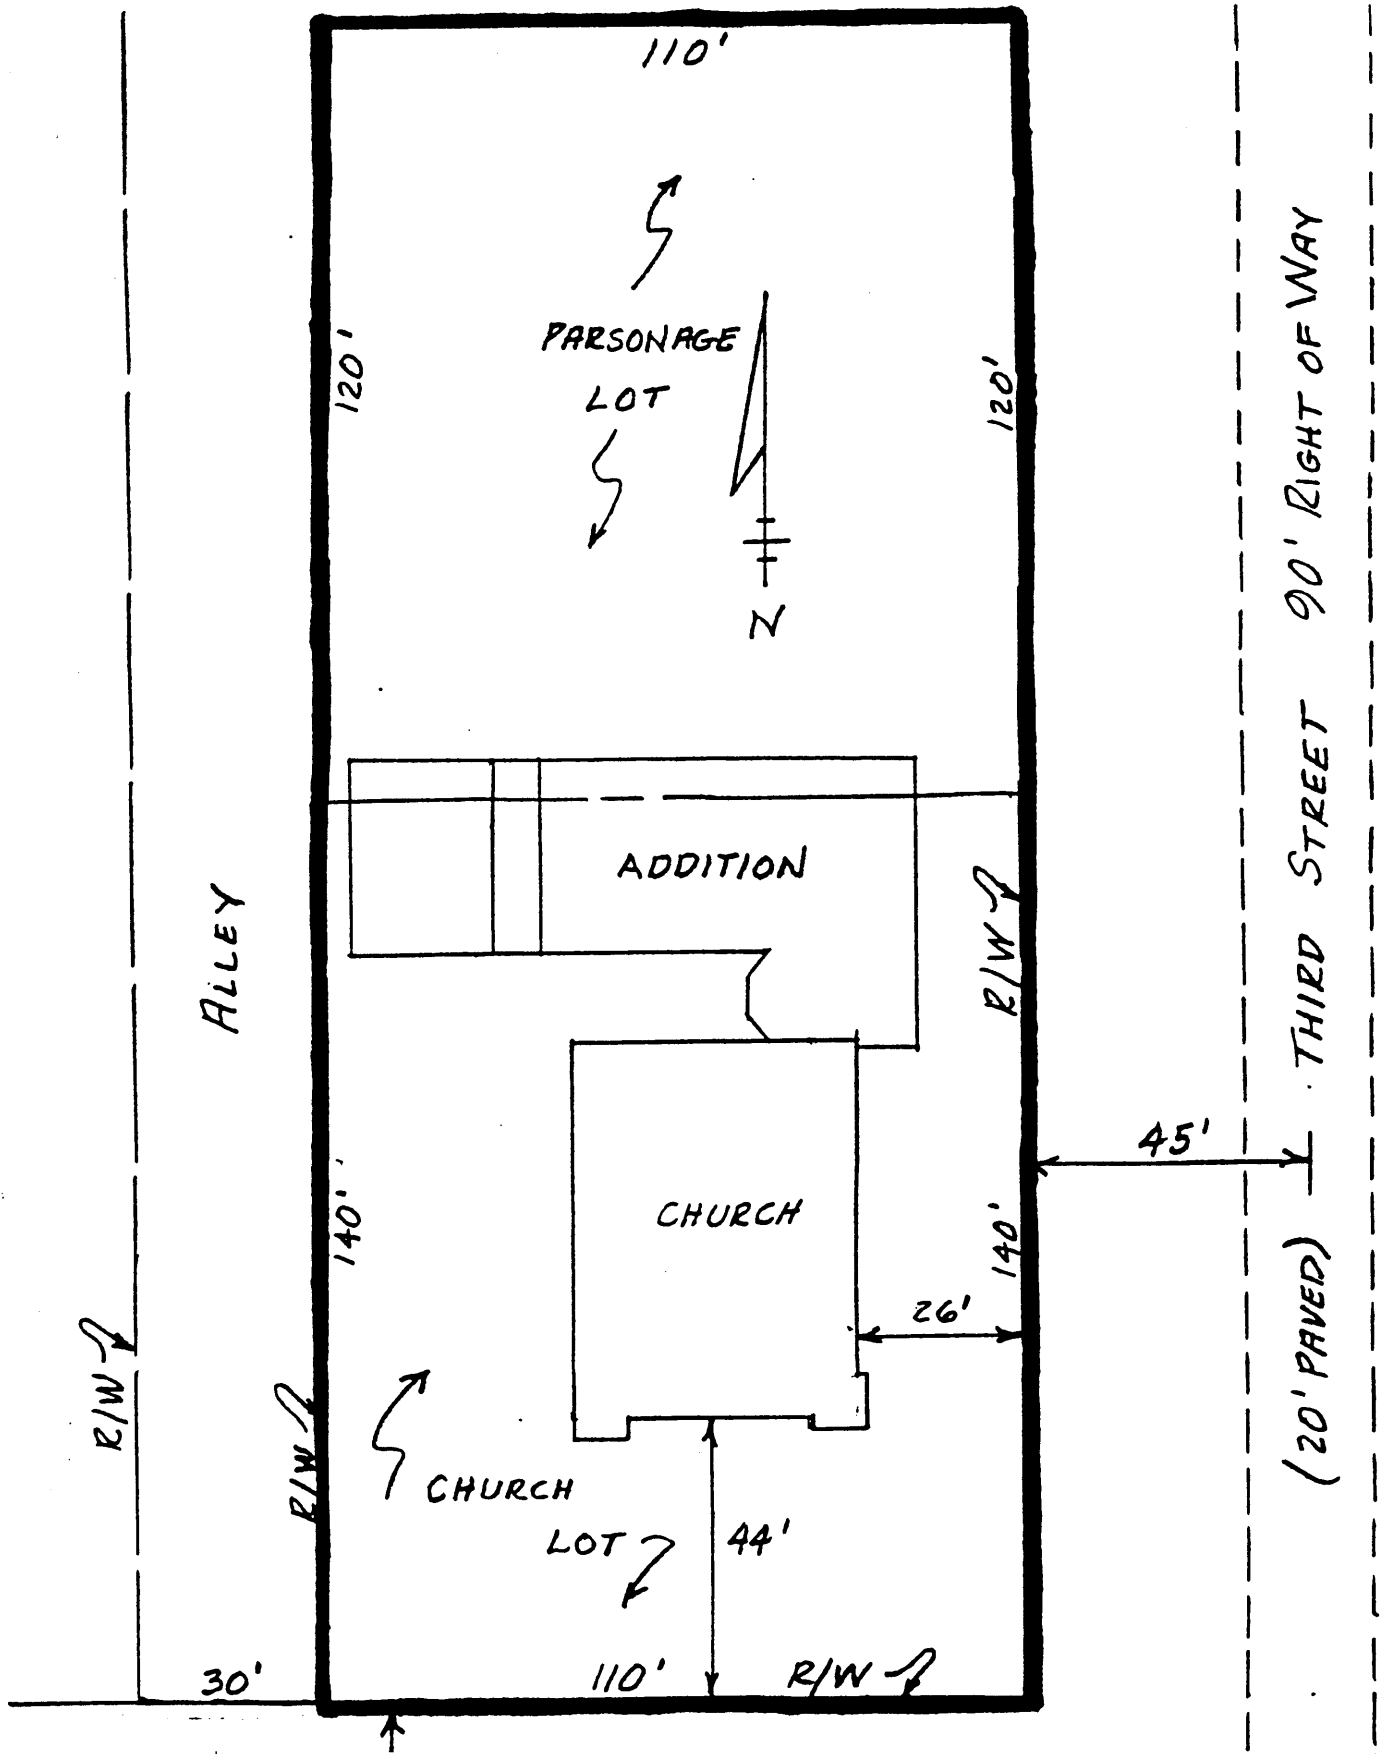 110'
PARSONAGE
LOT
120'
120'
N
THIRD STREET 90' RIGHT OF WAY
(20' PAVED)
ADDITION
ALLEY
R/W
45'
CHURCH
140'
140'
26'
R/W
R/W
CHURCH
LOT
44'
30'
110'
R/W